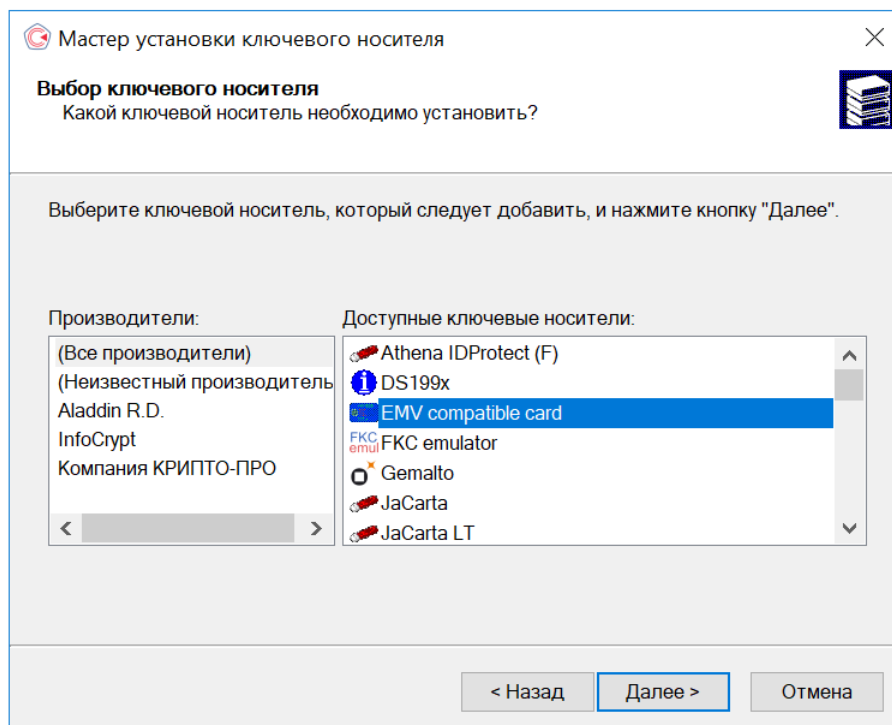 Мастер установки ключевого носителя
Выбор ключевого носителя
Какой ключевой носитель необходимо установить?
Выберите ключевой носитель, который следует добавить, и нажмите кнопку "Далее".
Производители:
Доступные ключевые носители:
(Все производители)
(Неизвестный производитель
Aladdin R.D.
InfoCrypt
Компания КРИПТО-ПРО
Athena IDProtect (F)
DS199x
EMV compatible card
FKC emul FKC emulator
Gemalto
JaCarta
JaCarta LT
< Назад
Далее >
Отмена